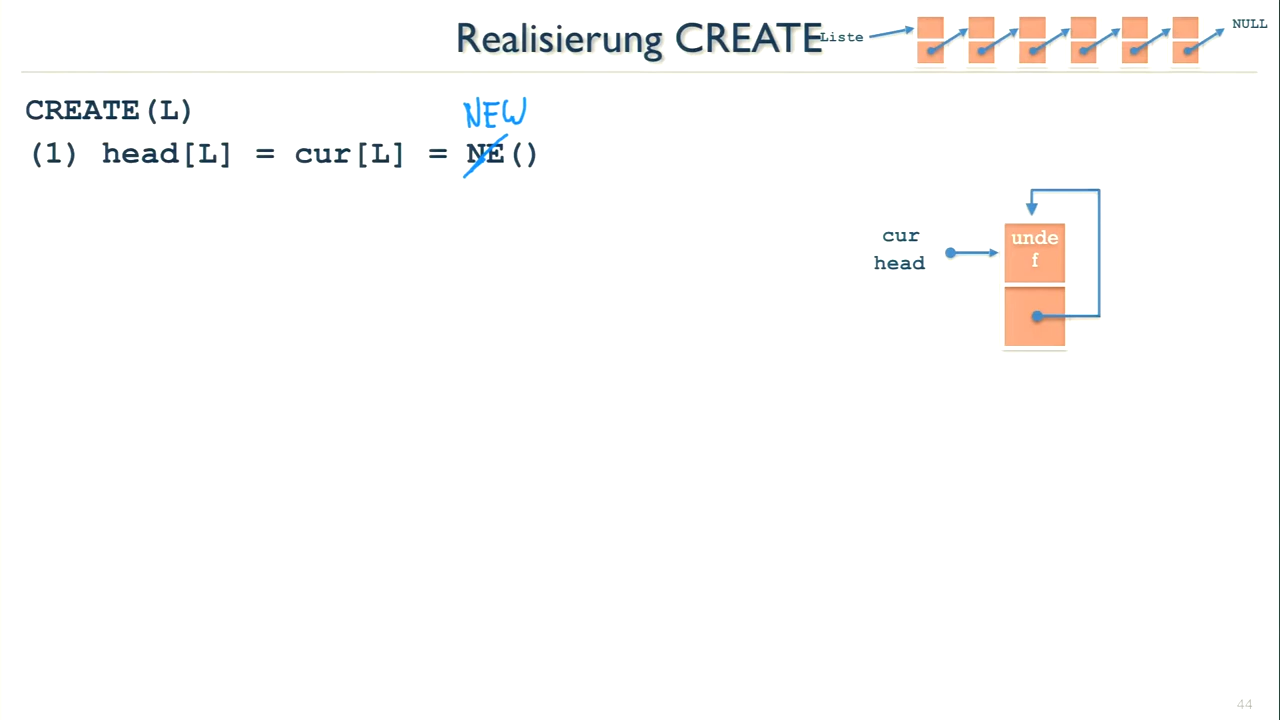 Realisierung CREATE
Liste
NULL
CREATE(L)
NEW
(1) head[L] = cur[L] = NE()
cur
head
unde
f
44